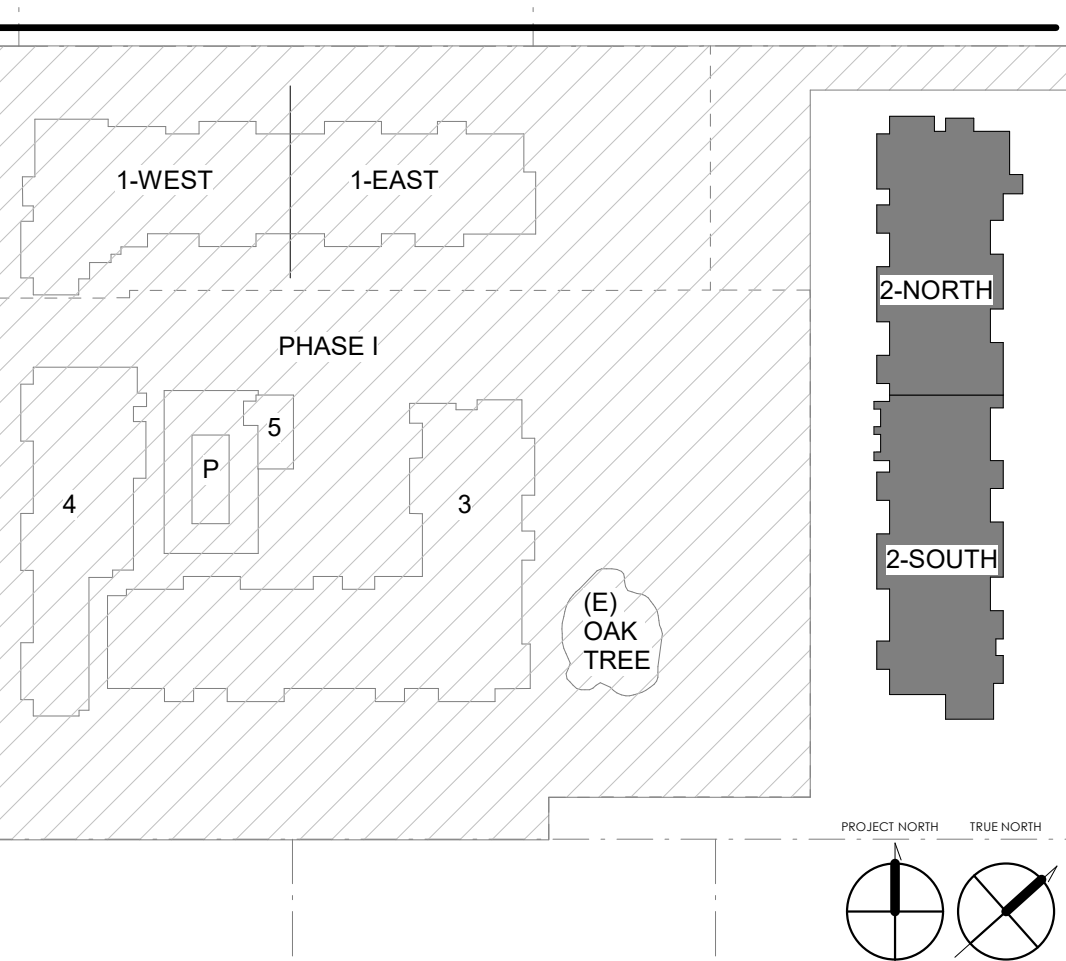 1-WEST
1-EAST
2-NORTH
PHASE I
5
P
4
3
2-SOUTH
(E)
OAK
TREE
PROJECT NORTH
TRUE NORTH